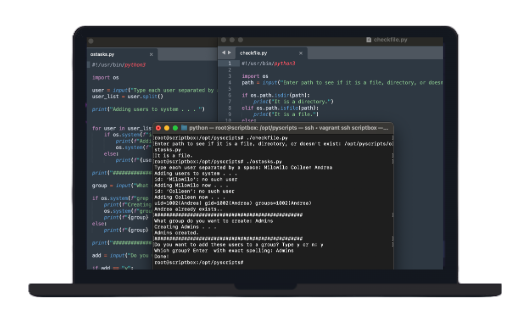 ostasks.py
#!/usr/bin/python3
import os
user = input("Type each user separated by a
user_list = user.split()
print("Adding users to system . . . ")
for user in user_lis
if os.system(f"i
print(f"Addi
os.system(f"
else:
print(f"{use
print("##############
group = input("What
if os.system(f"grep
print(f"Creating
os.system(f"grou
print(f"{group}
else:
print(f"{group}
print("##############
add = input("Do you
if add == "y":
checkfile.py
checkfile.py
1 #!/usr/bin/python3
2
3 import os
4 path = input("Enter path to see if it is a file, directory, or doesn
5
6 if os.path.isdir(path):
7 print("It is a directory.")
8 elif os.path.isfile(path):
9 print("It is a file.")
10 else:
python — root@scriptbox: /opt/pyscripts — ssh - vagrant ssh scriptbox —...
root@scriptbox:/opt/pyscripts# ./checkfile.py
Enter path to see if it is a file, directory, or doesn't exist: /opt/pyscripts/os
tasks.py
It is a file.
root@scriptbox:/opt/pyscripts# ./ostasks.py
Type each user separated by a space: Milowllo Colleen Andrea
Adding users to system . . .
id: 'Milowllo': no such user
Adding Milowllo now . . .
id: 'Colleen': no such user
Adding Colleen now . . .
uid=1002(Andrea) gid=1002(Andrea) groups=1002(Andrea)
Andrea already exists..
What group do you want to create: Admins
Creating Admins . . .
Admins created.
Do you want to add these users to a group? Type y or n: y
Which group? Enter with exact spelling: Admins
Done!
root@scriptbox:/opt/pyscripts#